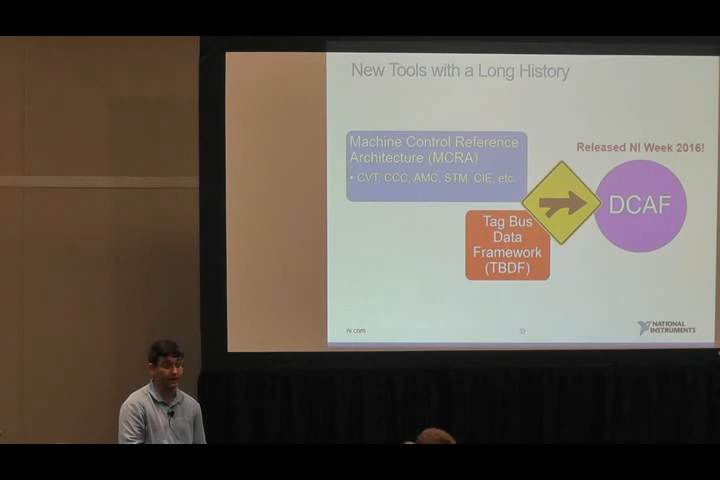 New Tools with a Long History
Machine Control Reference
Architecture (MCRA)
• CVT, CCC, AMC, STM, CIE, etc.
Released NI Week 2016!
DCAF
Tag Bus
Data
Framework
(TBDF)
ni.com
NATIONAL
INSTRUMENTS